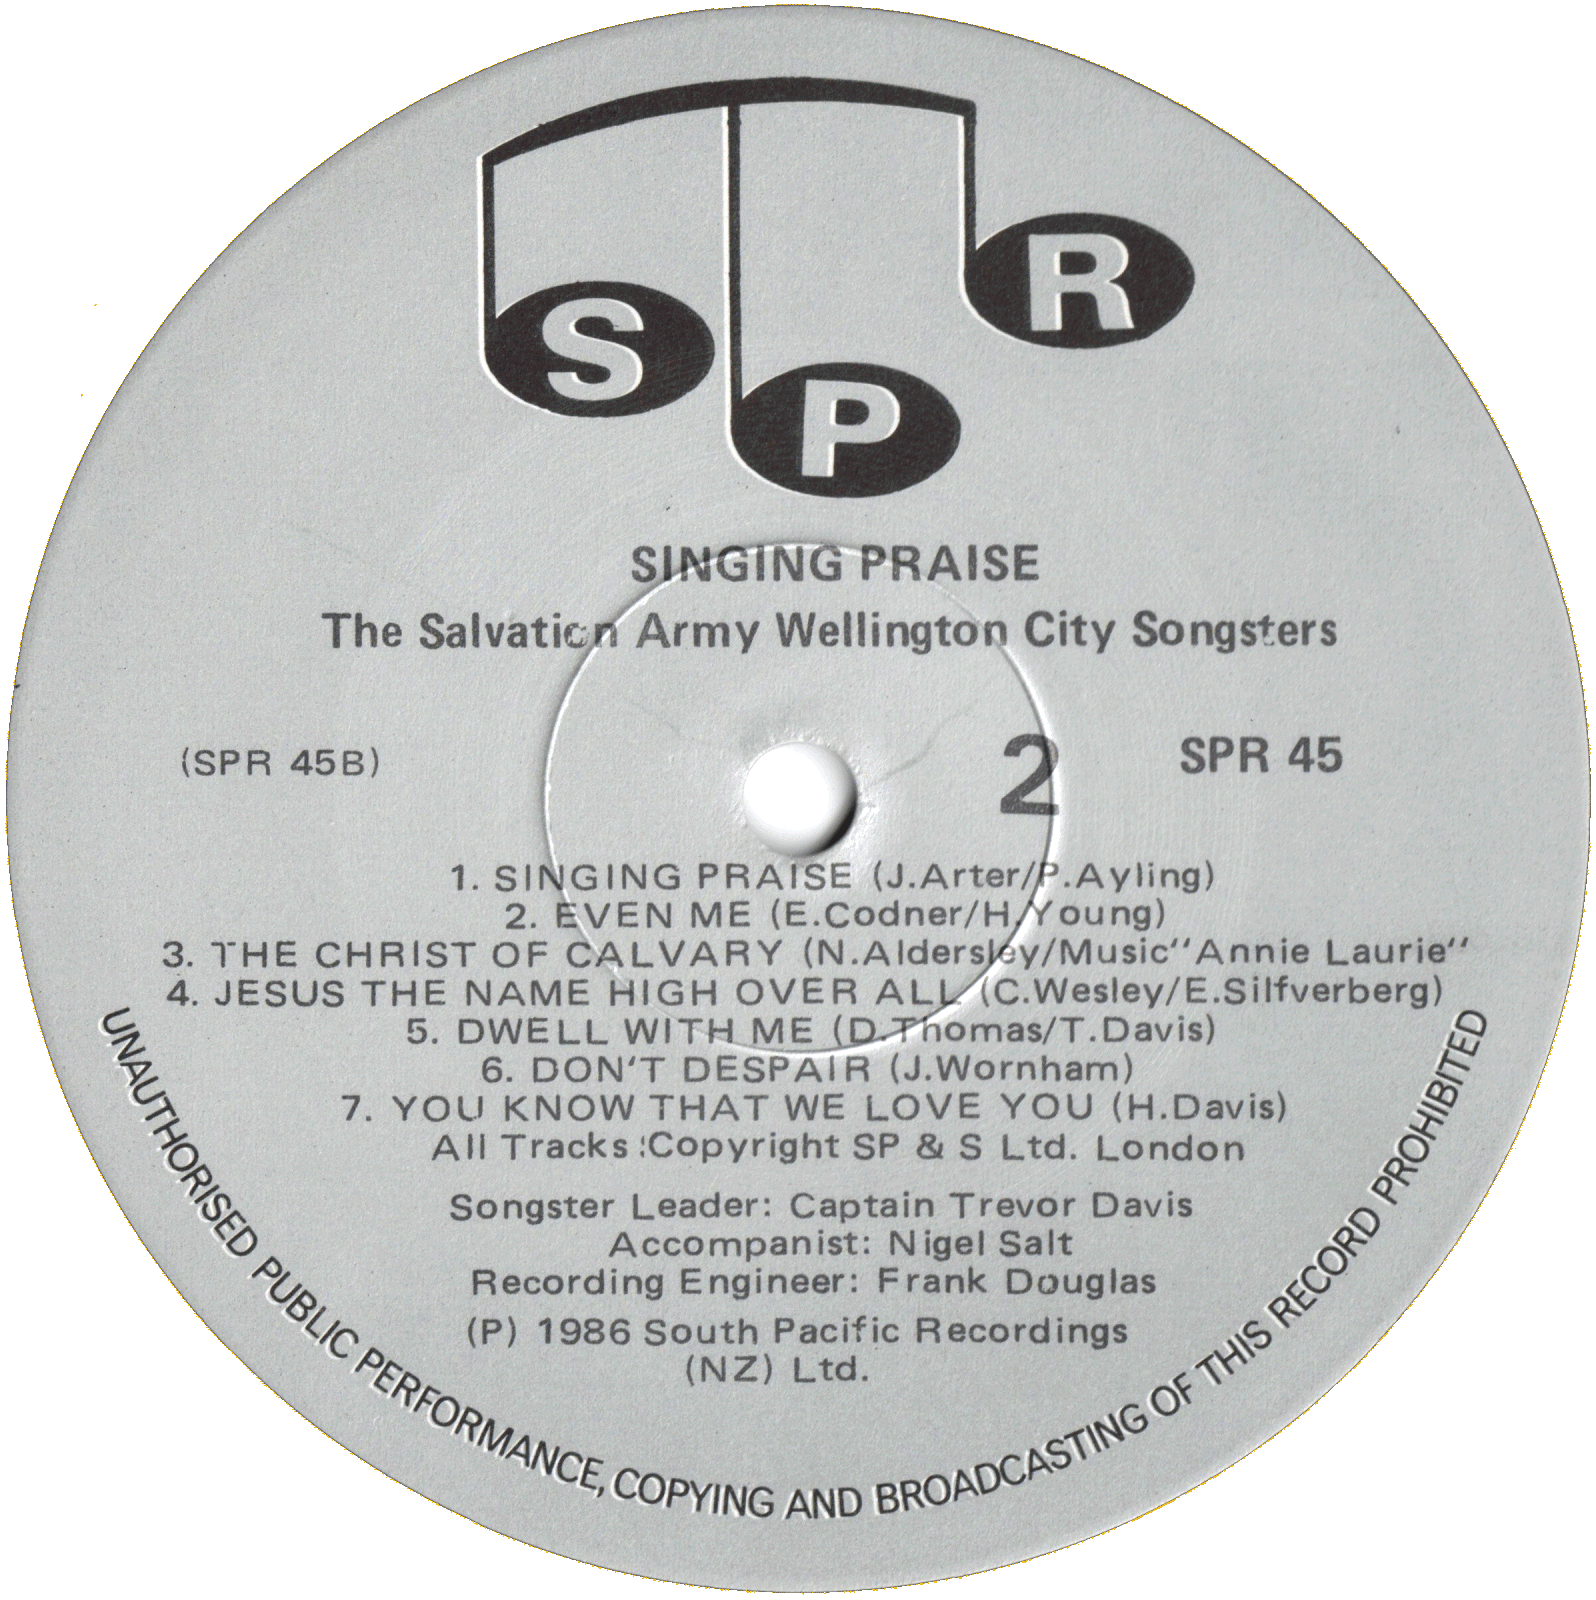 S
P
R
SINGING PRAISE
The Salvation Army Wellington City Songsters
(SPR 45B)
2
SPR 45
1. SINGING PRAISE (J.Arter/P.Ayling)
2. EVEN ME (E.Codner/H.Young)
3. THE CHRIST OF CALVARY (N.Aldersley/Music"Annie Laurie"
4. JESUS THE NAME HIGH OVER ALL (C.Wesley/E.Silfverberg)
5. DWELL WITH ME (D.Thomas/T.Davis)
6. DON'T DESPAIR (J.Wornham)
7. YOU KNOW THAT WE LOVE YOU (H.Davis)
All Tracks :Copyright SP & S Ltd. London
Songster Leader: Captain Trevor Davis
Accompanist: Nigel Salt
Recording Engineer: Frank Douglas
(P) 1986 South Pacific Recordings
(NZ) Ltd.
UNAUTHORISED PUBLIC PERFORMANCE, COPYING AND BROADCASTING OF THIS RECORD PROHIBITED